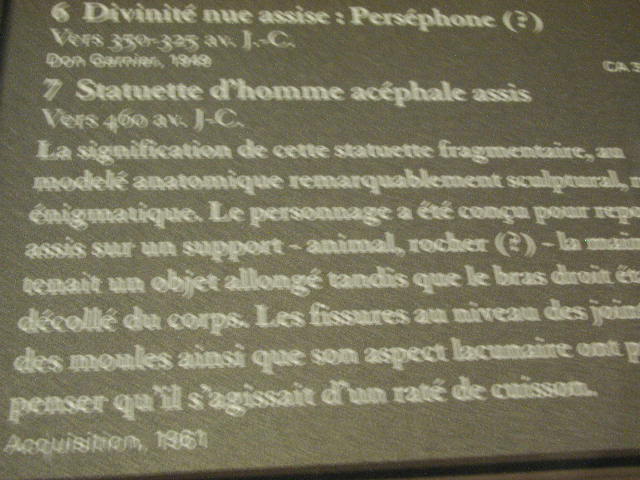 6 Divinité nue assise : Perséphone (?)
Vers 350-325 av. J.-C.
Don Garnier, 1949
CA
7 Statuette d'homme acéphale assis
Vers 460 av. J-C.
La signification de cette statuette fragmentaire, au
modelé anatomique remarquablement sculptural,
énigmatique. Le personnage a été conçu pour
assis sur un support - animal, rocher (?) - la main
tenait un objet allongé tandis que le bras droit
décollé du corps. Les fissures au niveau des
des moules ainsi que son aspect lacunaire ont
penser qu'il s'agissait d'un raté de cuisson.
Acquisition, 1961